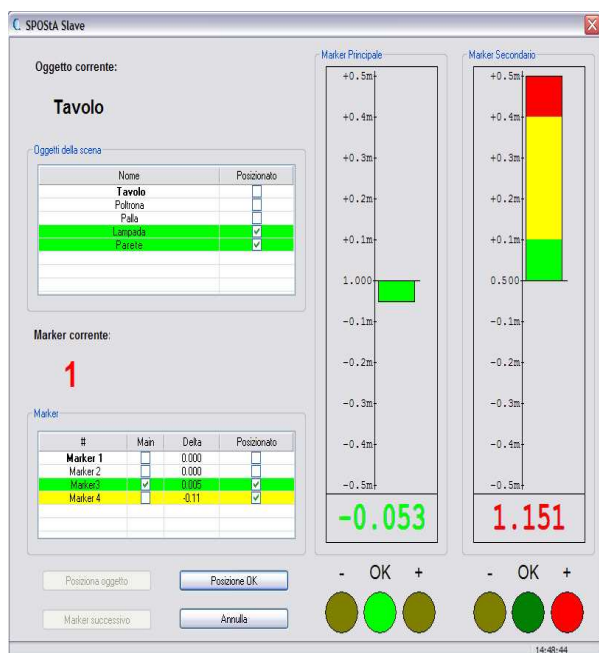 SPOStA Slave
Oggetto corrente:
Tavolo
Oggetti della scena
Nome Posizionato
Tavolo
Poltrona
Palla
Lampada
Parete
Marker corrente:
1
Marker
# Main Delta Posizionato
Marker 1 0.000
Marker 2 0.000
Marker3 0.005
Marker 4 -0.11
Posiziona oggetto
Posizione OK
Marker successivo
Annulla
Marker Principale
+0.5m
+0.4m
+0.3m
+0.2m
+0.1m
1.000
-0.1m
-0.2m
-0.3m
-0.4m
-0.5m
-0.053
- OK +
Marker Secondario
+0.5m
+0.4m
+0.3m
+0.2m
+0.1m
0.500
-0.1m
-0.2m
-0.3m
-0.4m
-0.5m
1.151
- OK +
14:48:44